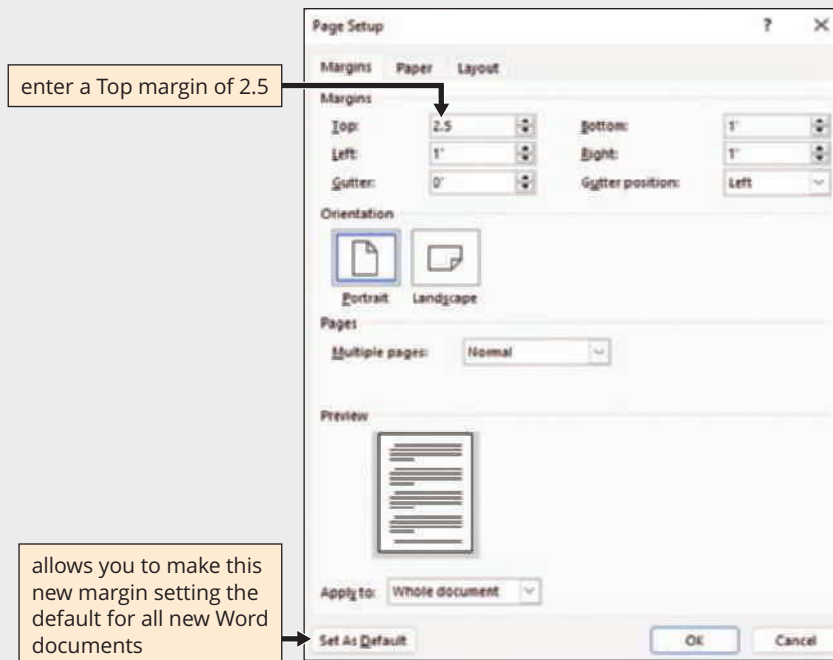 Page Setup ? ×
Margins Paper Layout
enter a Top margin of 2.5
Margins
Top: 2.5 Bottom: 1"
Left: 1" Right: 1"
Gutter: 0" Gutter position: Left
Orientation
Portrait Landscape
Pages
Multiple pages: Normal
Preview
allows you to make this
new margin setting the
default for all new Word
documents
Apply to: Whole document
Set As Default OK Cancel